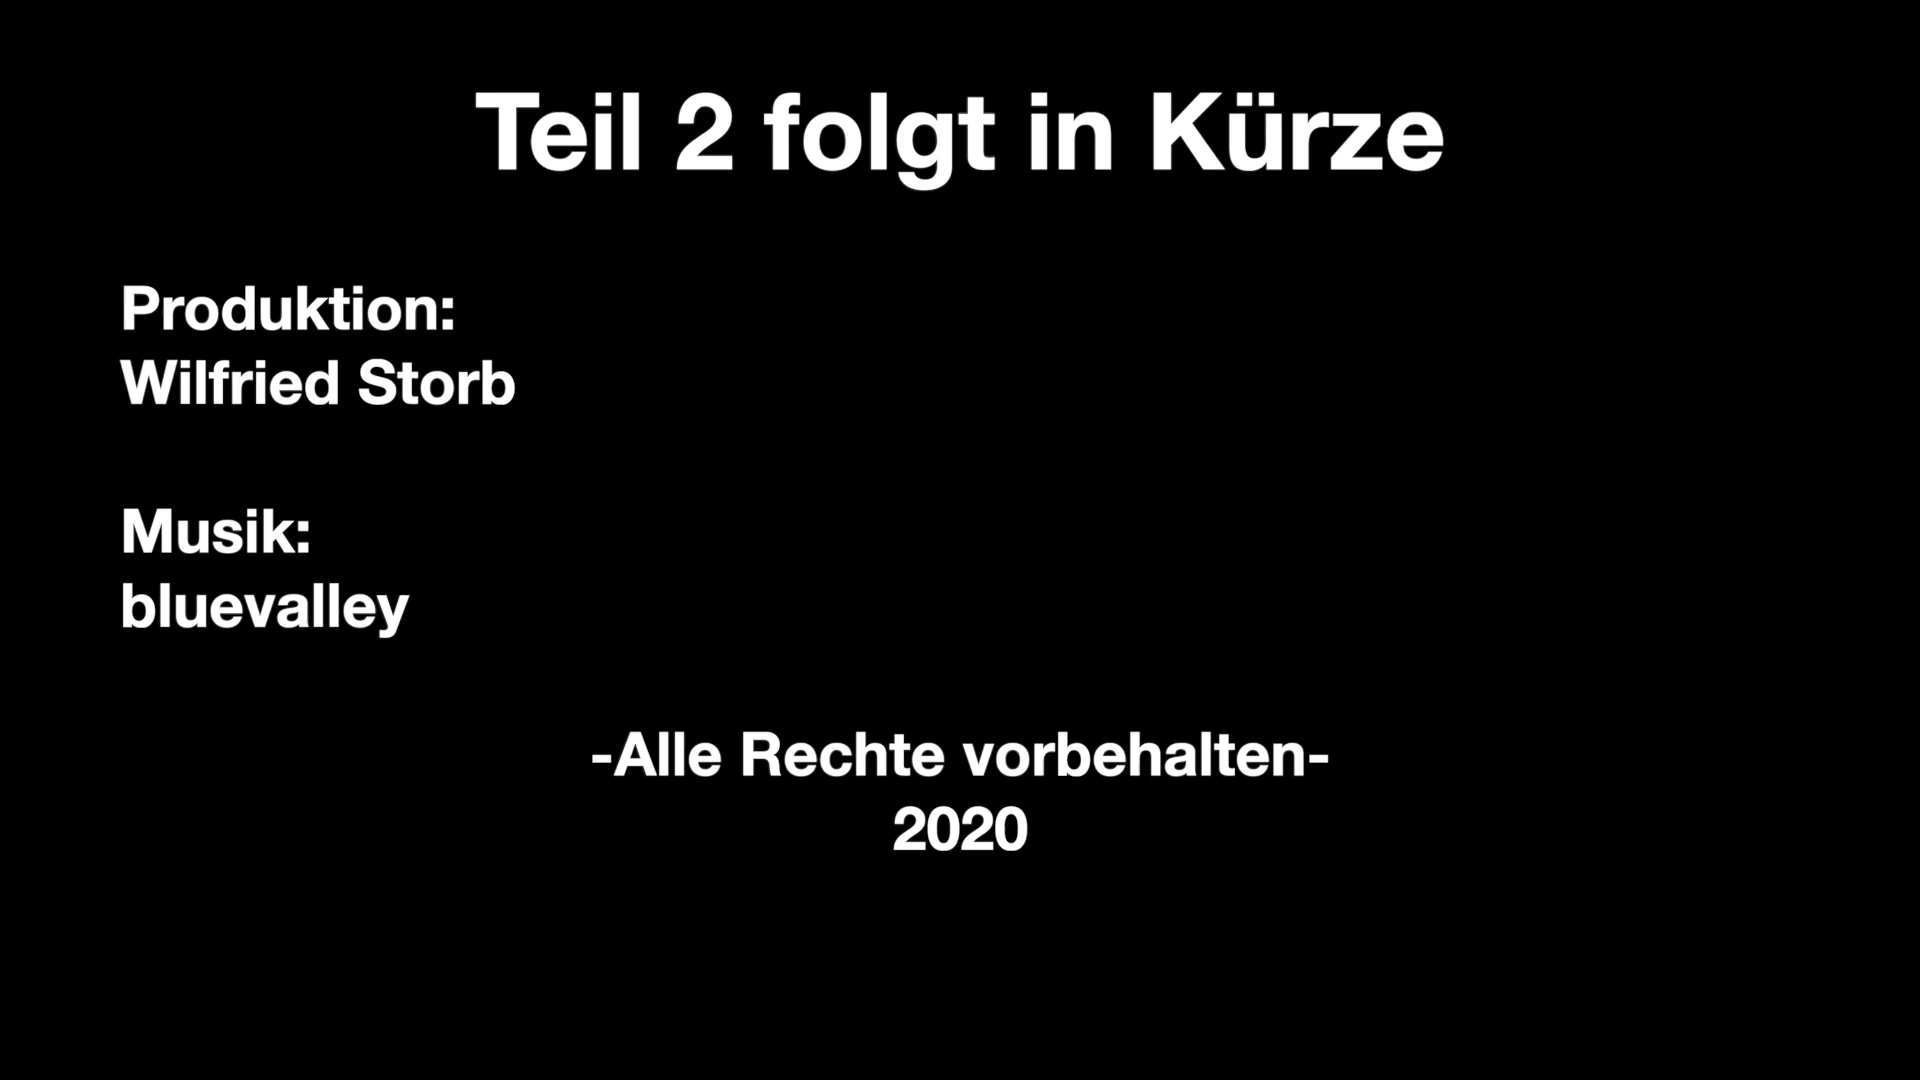 Teil 2 folgt in Kürze
Produktion:
Wilfried Storb
Musik:
bluevalley
-Alle Rechte vorbehalten-
2020